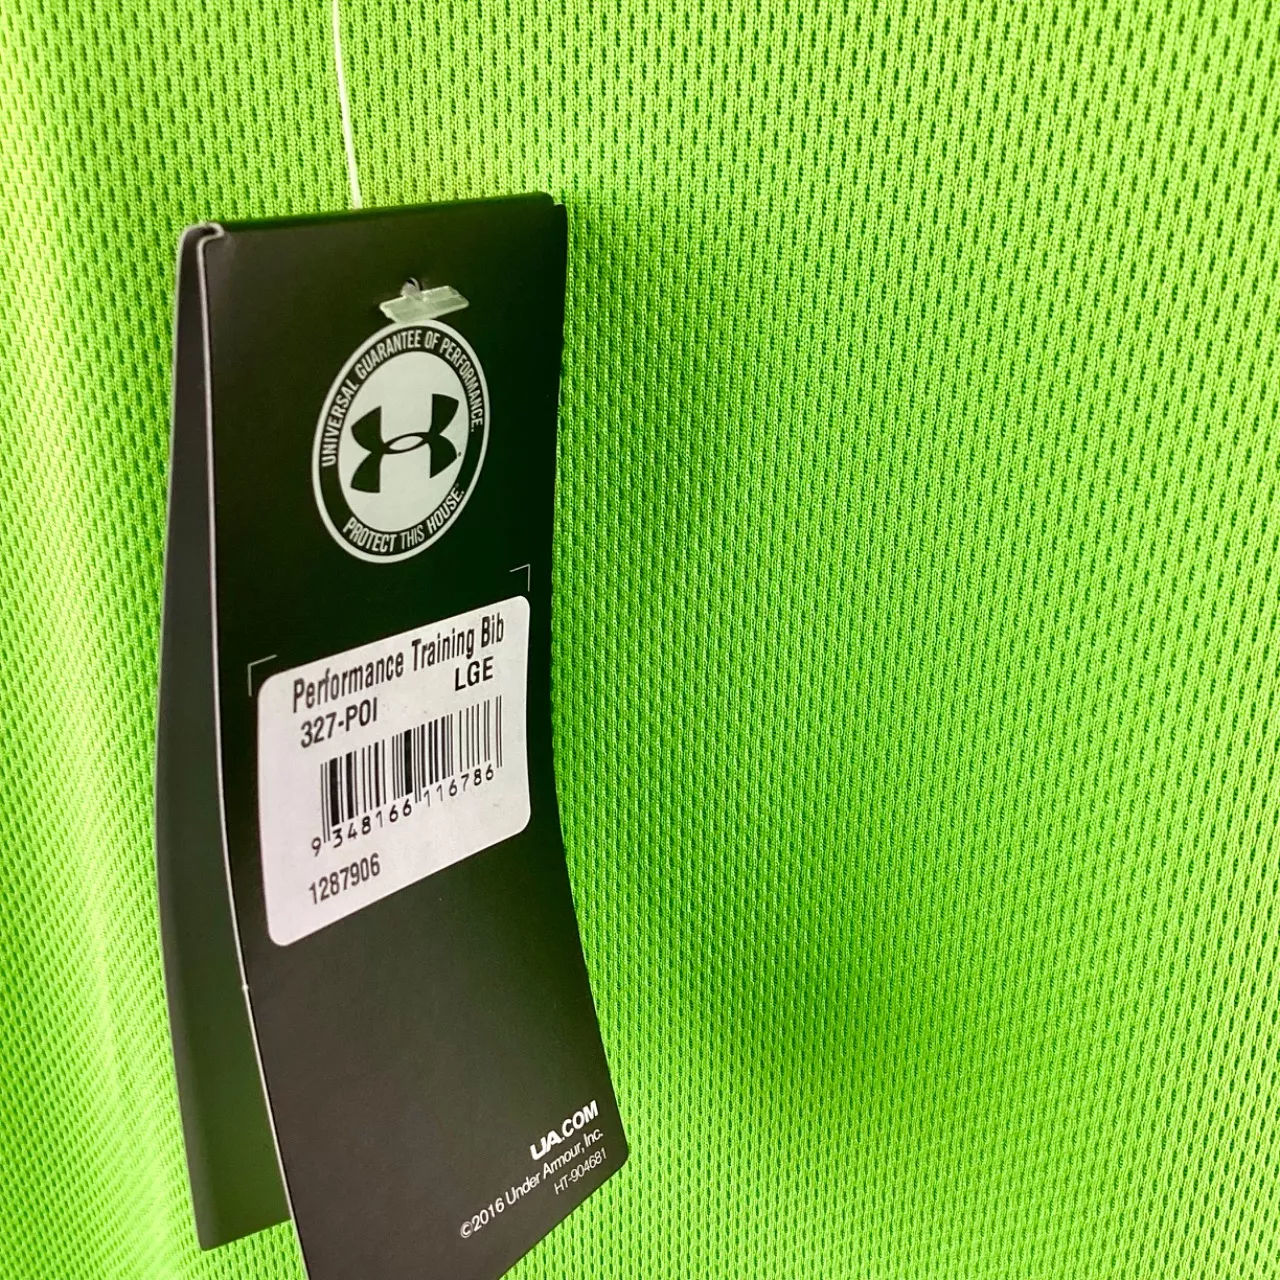 UNIVERSAL GUARANTEE OF PERFORMANCE.
PROTECT THIS HOUSE.
Performance Training Bib
327-POI LGE
9 348166 116786
1287906
UA.COM
©2016 Under Armour, Inc.
HT-904681